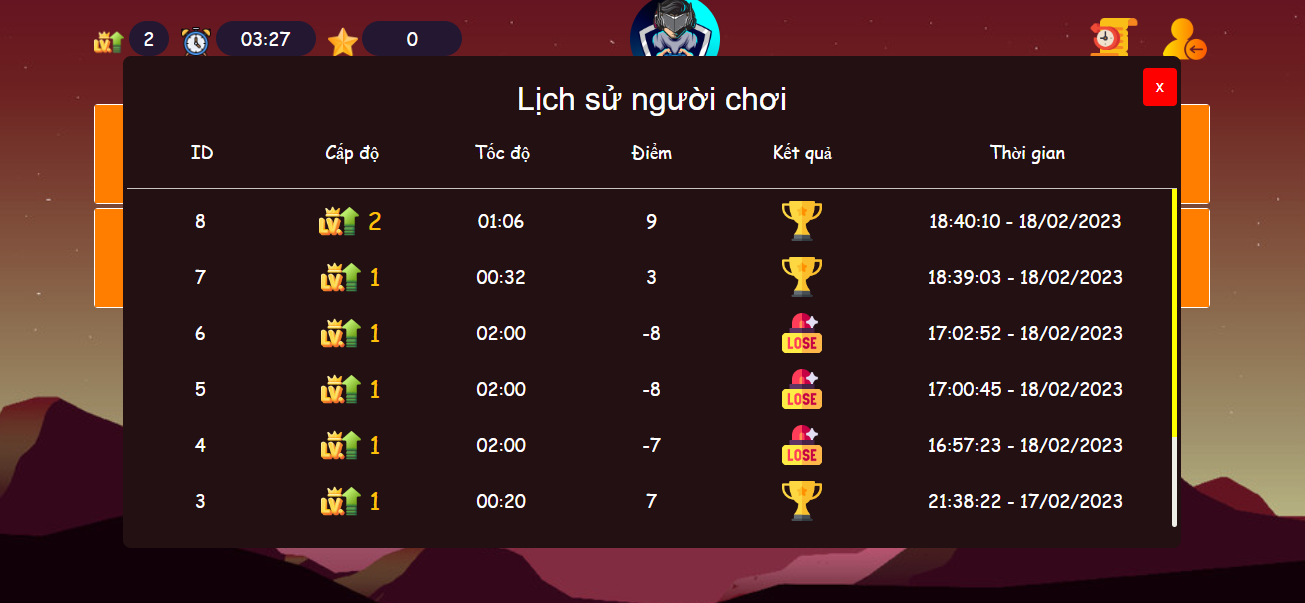 LV. 2 03:27 0
Lịch sử người chơi
x
ID Cấp độ Tốc độ Điểm Kết quả Thời gian
8 LV. 2 01:06 9 18:40:10 - 18/02/2023
7 LV. 1 00:32 3 18:39:03 - 18/02/2023
6 LV. 1 02:00 -8 LOSE 17:02:52 - 18/02/2023
5 LV. 1 02:00 -8 LOSE 17:00:45 - 18/02/2023
4 LV. 1 02:00 -7 LOSE 16:57:23 - 18/02/2023
3 LV. 1 00:20 7 21:38:22 - 17/02/2023